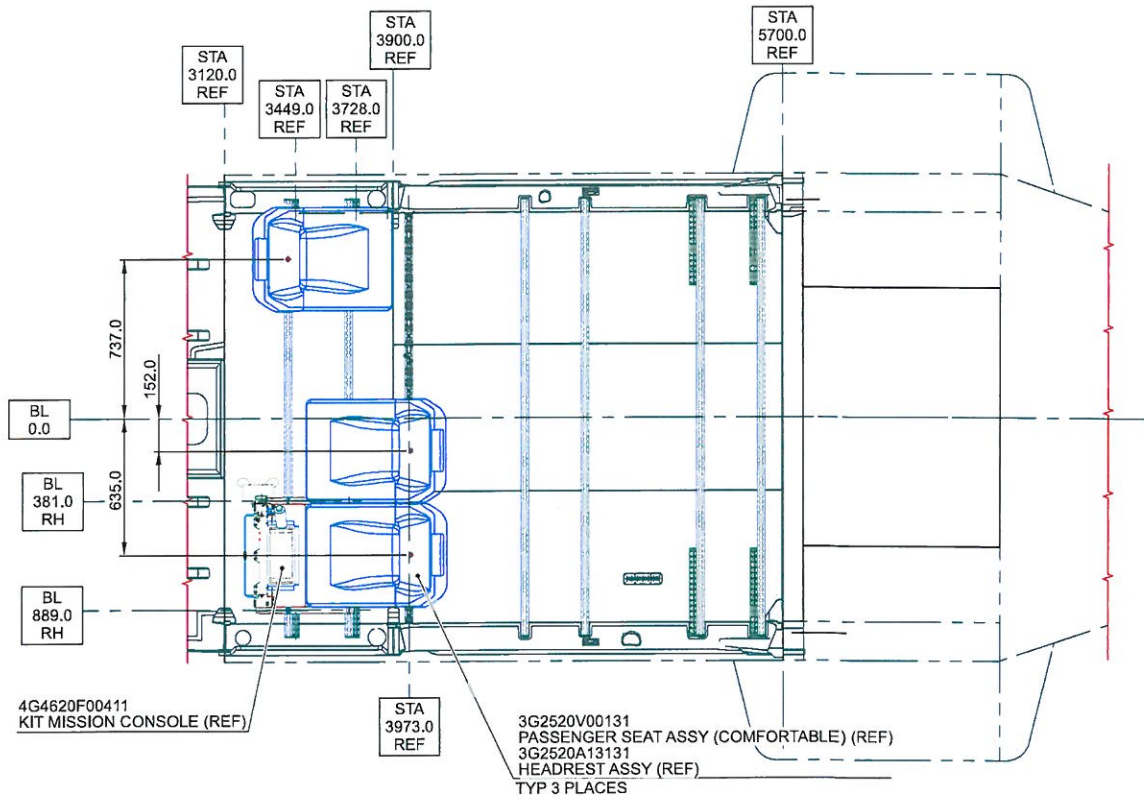 STA
5700.0
REF
STA
3900.0
REF
STA
3120.0
REF
STA
3449.0
REF
STA
3728.0
REF
737.0
152.0
BL
0.0
635.0
BL
381.0
RH
BL
889.0
RH
4G4620F00411
KIT MISSION CONSOLE (REF)
STA
3973.0
REF
3G2520V00131
PASSENGER SEAT ASSY (COMFORTABLE) (REF)
3G2520A13131
HEADREST ASSY (REF)
TYP 3 PLACES